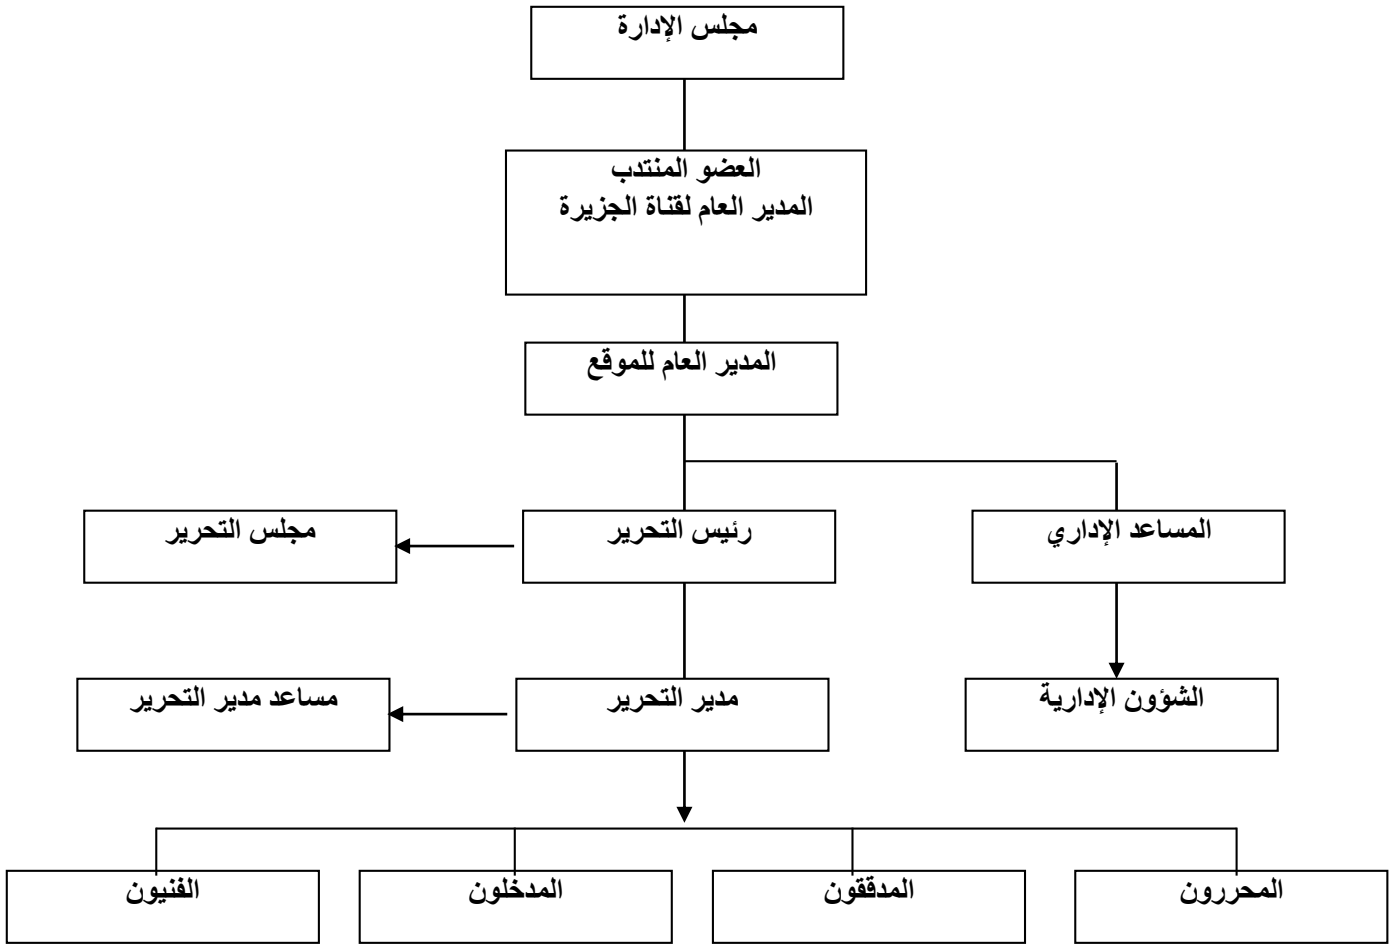 مجلس الإدارة
العضو المنتدب
المدير العام لقناة الجزيرة
المدير العام للموقع
المساعد الإداري
رئيس التحرير
مجلس التحرير
الشؤون الإدارية
مدير التحرير
مساعد مدير التحرير
المحررون
المدققون
المدخلون
الفنيون